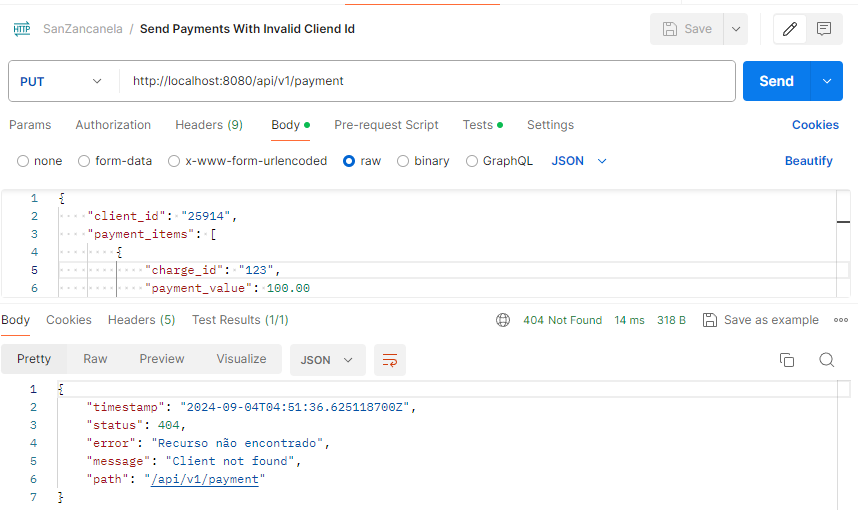 HTTP SanZancanela / Send Payments With Invalid Cliend Id Save
PUT http://localhost:8080/api/v1/payment Send
Params Authorization Headers (9) Body Pre-request Script Tests Settings Cookies
none form-data x-www-form-urlencoded raw binary GraphQL JSON Beautify
1 {
2 "client_id": "25914",
3 "payment_items": [
4 {
5 "charge_id": "123",
6 "payment_value": 100.00
Body Cookies Headers (5) Test Results (1/1) 404 Not Found 14 ms 318 B Save as example
Pretty Raw Preview Visualize JSON
1 {
2 "timestamp": "2024-09-04T04:51:36.625118700Z",
3 "status": 404,
4 "error": "Recurso não encontrado",
5 "message": "Client not found",
6 "path": "/api/v1/payment"
7 }